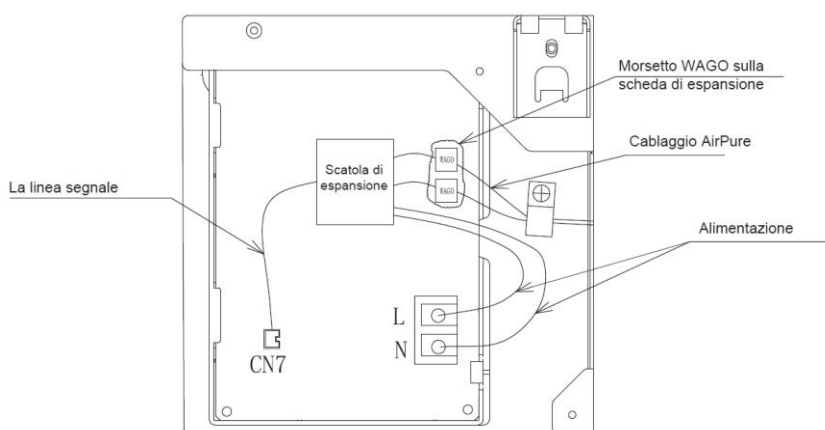 Morsetto WAGO sulla
scheda di espansione
Cablaggio AirPure
WAGO
WAGO
Scatola di
espansione
La linea segnale
Alimentazione
L
N
CN7